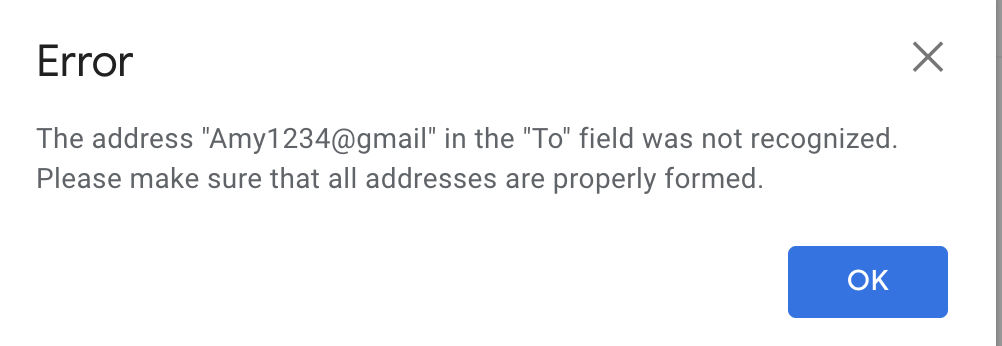 Error
The address "Amy1234@gmail" in the "To" field was not recognized.
Please make sure that all addresses are properly formed.
OK